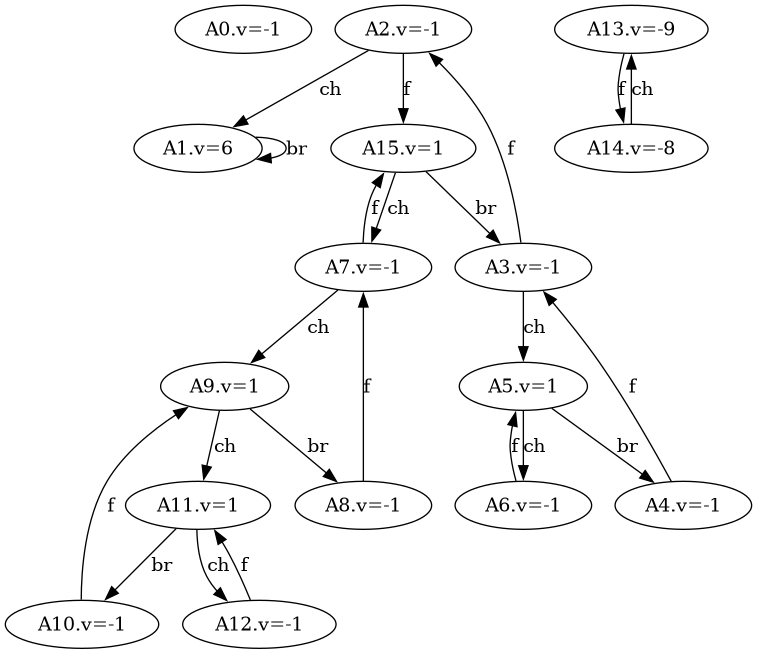 A0.v=-1 A2.v=-1 A13.v=-9
ch f f ch
A1.v=6 br A15.v=1 f A14.v=-8
f ch br
A7.v=-1 A3.v=-1
ch ch
A9.v=1 f A5.v=1 f
ch br f ch br
f A11.v=1 A8.v=-1 A6.v=-1 A4.v=-1
br ch f
A10.v=-1 A12.v=-1